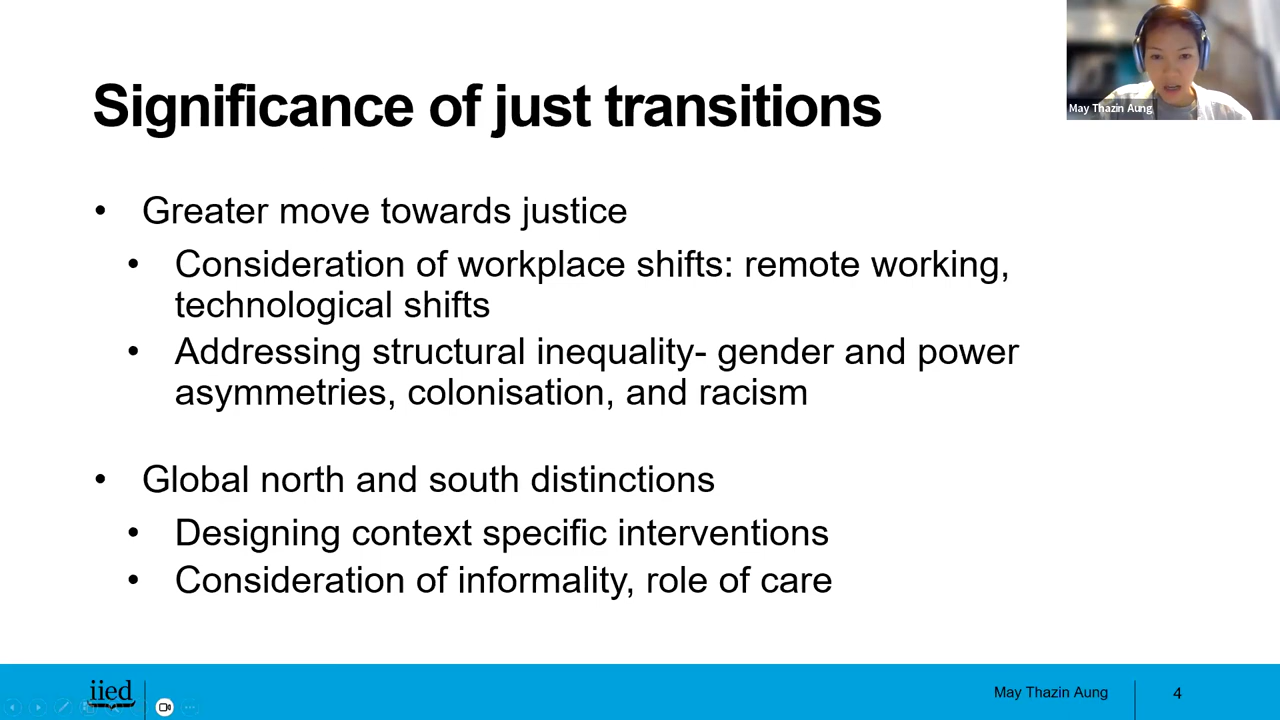 May Thazin Aung
Significance of just transitions
• Greater move towards justice
• Consideration of workplace shifts: remote working,
technological shifts
• Addressing structural inequality- gender and power
asymmetries, colonisation, and racism
• Global north and south distinctions
• Designing context specific interventions
• Consideration of informality, role of care
iied
May Thazin Aung
4